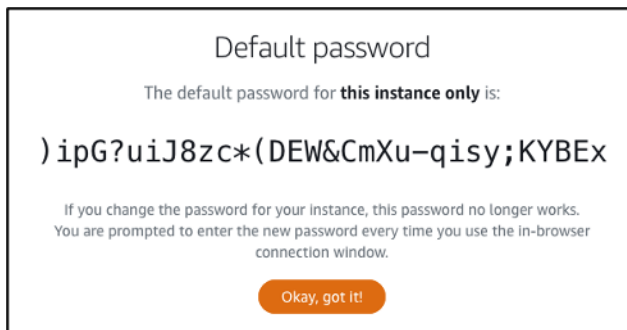 Default password
The default password for this instance only is:
)ipG?uiJ8zc*(DEW&CmXu-qisy;KYBEx
If you change the password for your instance, this password no longer works.
You are prompted to enter the new password every time you use the in-browser
connection window.
Okay, got it!